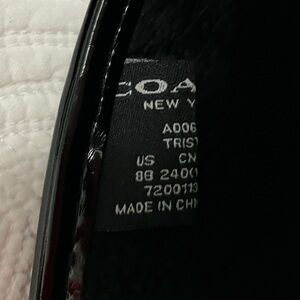 COA
NEW Y
A006
TRIST
US CN
8B 2400
7200113
MADE IN CHI